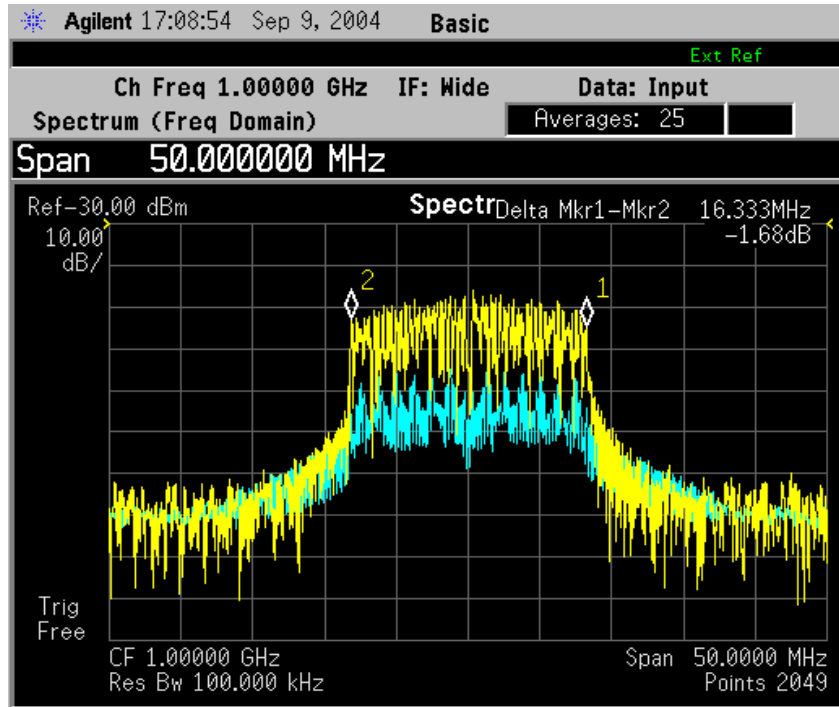 Agilent 17:08:54 Sep 9, 2004 Basic
Ext Ref
Ch Freq 1.00000 GHz IF: Wide Data: Input
Spectrum (Freq Domain) Averages: 25
Span 50.000000 MHz
Ref-30.00 dBm Spectr Delta Mkr1-Mkr2 16.333MHz
10.00 -1.68dB
dB/
2
1
Trig
Free
CF 1.00000 GHz Span 50.0000 MHz
Res Bw 100.000 kHz Points 2049